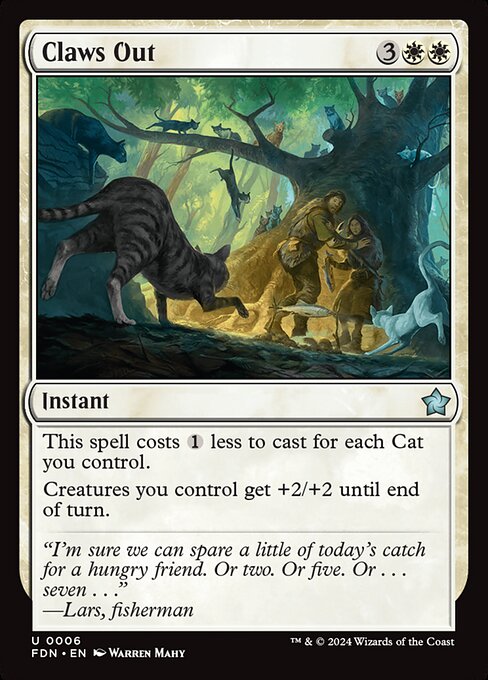 Claws Out 3
Instant
This spell costs 1 less to cast for each Cat
you control.
Creatures you control get +2/+2 until end
of turn.
“I’m sure we can spare a little of today’s catch
for a hungry friend. Or two. Or five. Or . . .
seven . . .”
—Lars, fisherman
U 0006 ™ & © 2024 Wizards of the Coast
FDN • EN Warren Mahy